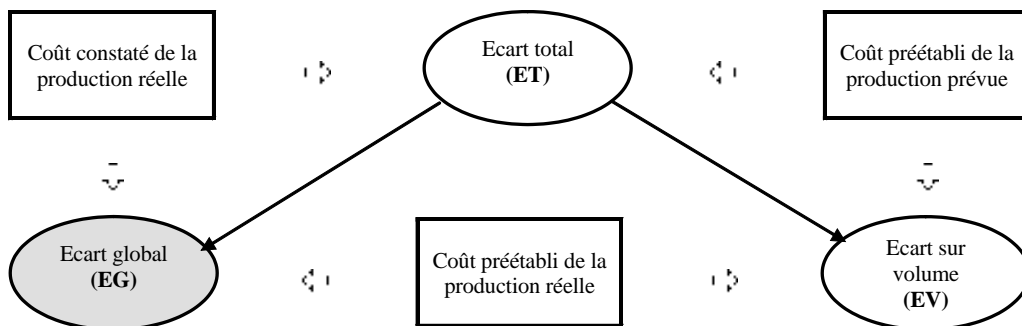 Coût constaté de la
production réelle
Ecart total
(ET)
Coût préétabli de la
production prévue
Ecart global
(EG)
Coût préétabli de la
production réelle
Ecart sur
volume
(EV)